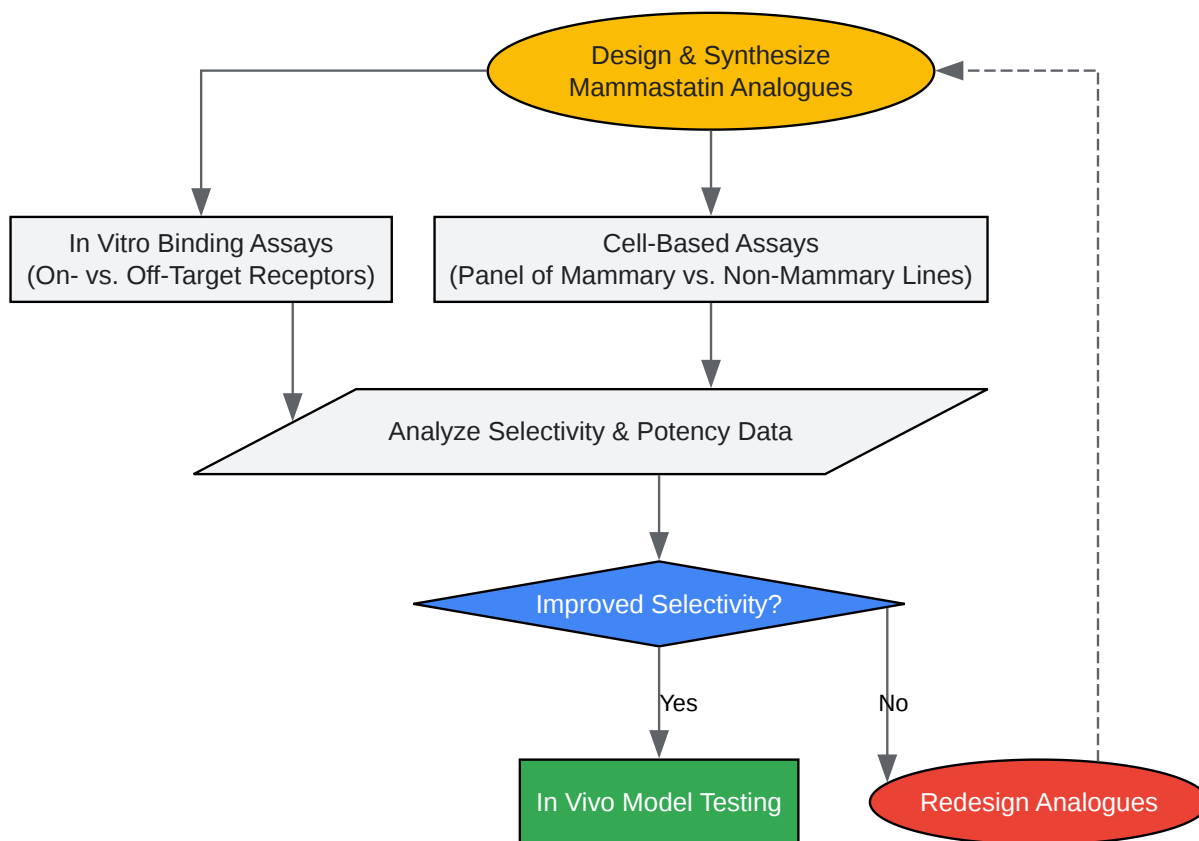 Design & Synthesize
Mammastatin Analogues
In Vitro Binding Assays
(On- vs. Off-Target Receptors)
Cell-Based Assays
(Panel of Mammary vs. Non-Mammary Lines)
Analyze Selectivity & Potency Data
Improved Selectivity?
Yes
No
In Vivo Model Testing
Redesign Analogues